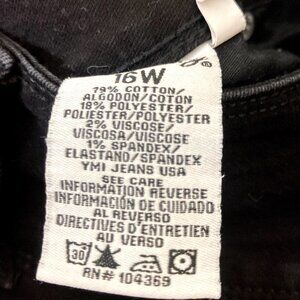 16W
79% COTTON/
ALGODÓN/COTON
18% POLYESTER/
POLIESTER/POLYESTER
2% VISCOSE/
VISCOSA/VISCOSE
1% SPANDEX/
ELASTANO/SPANDEX
YMI JEANS USA
SEE CARE
INFORMATION REVERSE
INFORMACIÓN DE CUIDADO
AL REVERSO
DIRECTIVES D'ENTRETIEN
AU VERSO
30
RN# 104369